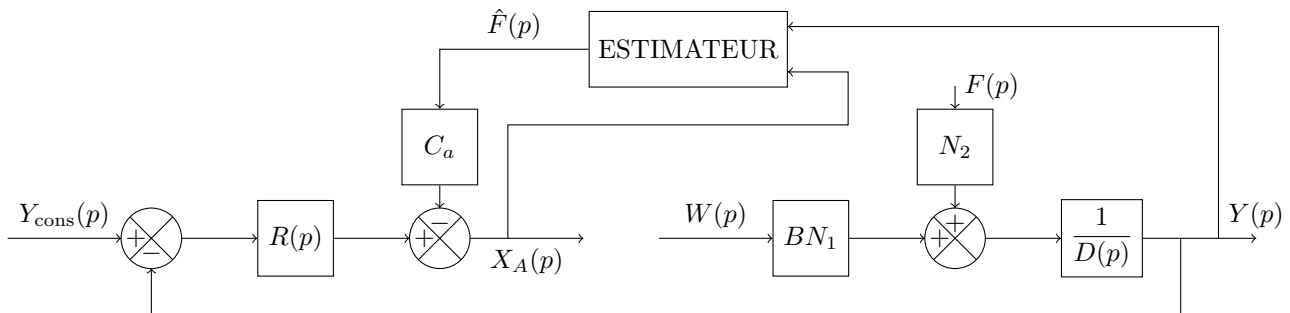 F̂(p)
ESTIMATEUR
F(p)
C_a
N_2
Y_cons(p)
+
−
R(p)
+
−
X_A(p)
W(p)
BN_1
+
+
1
D(p)
Y(p)